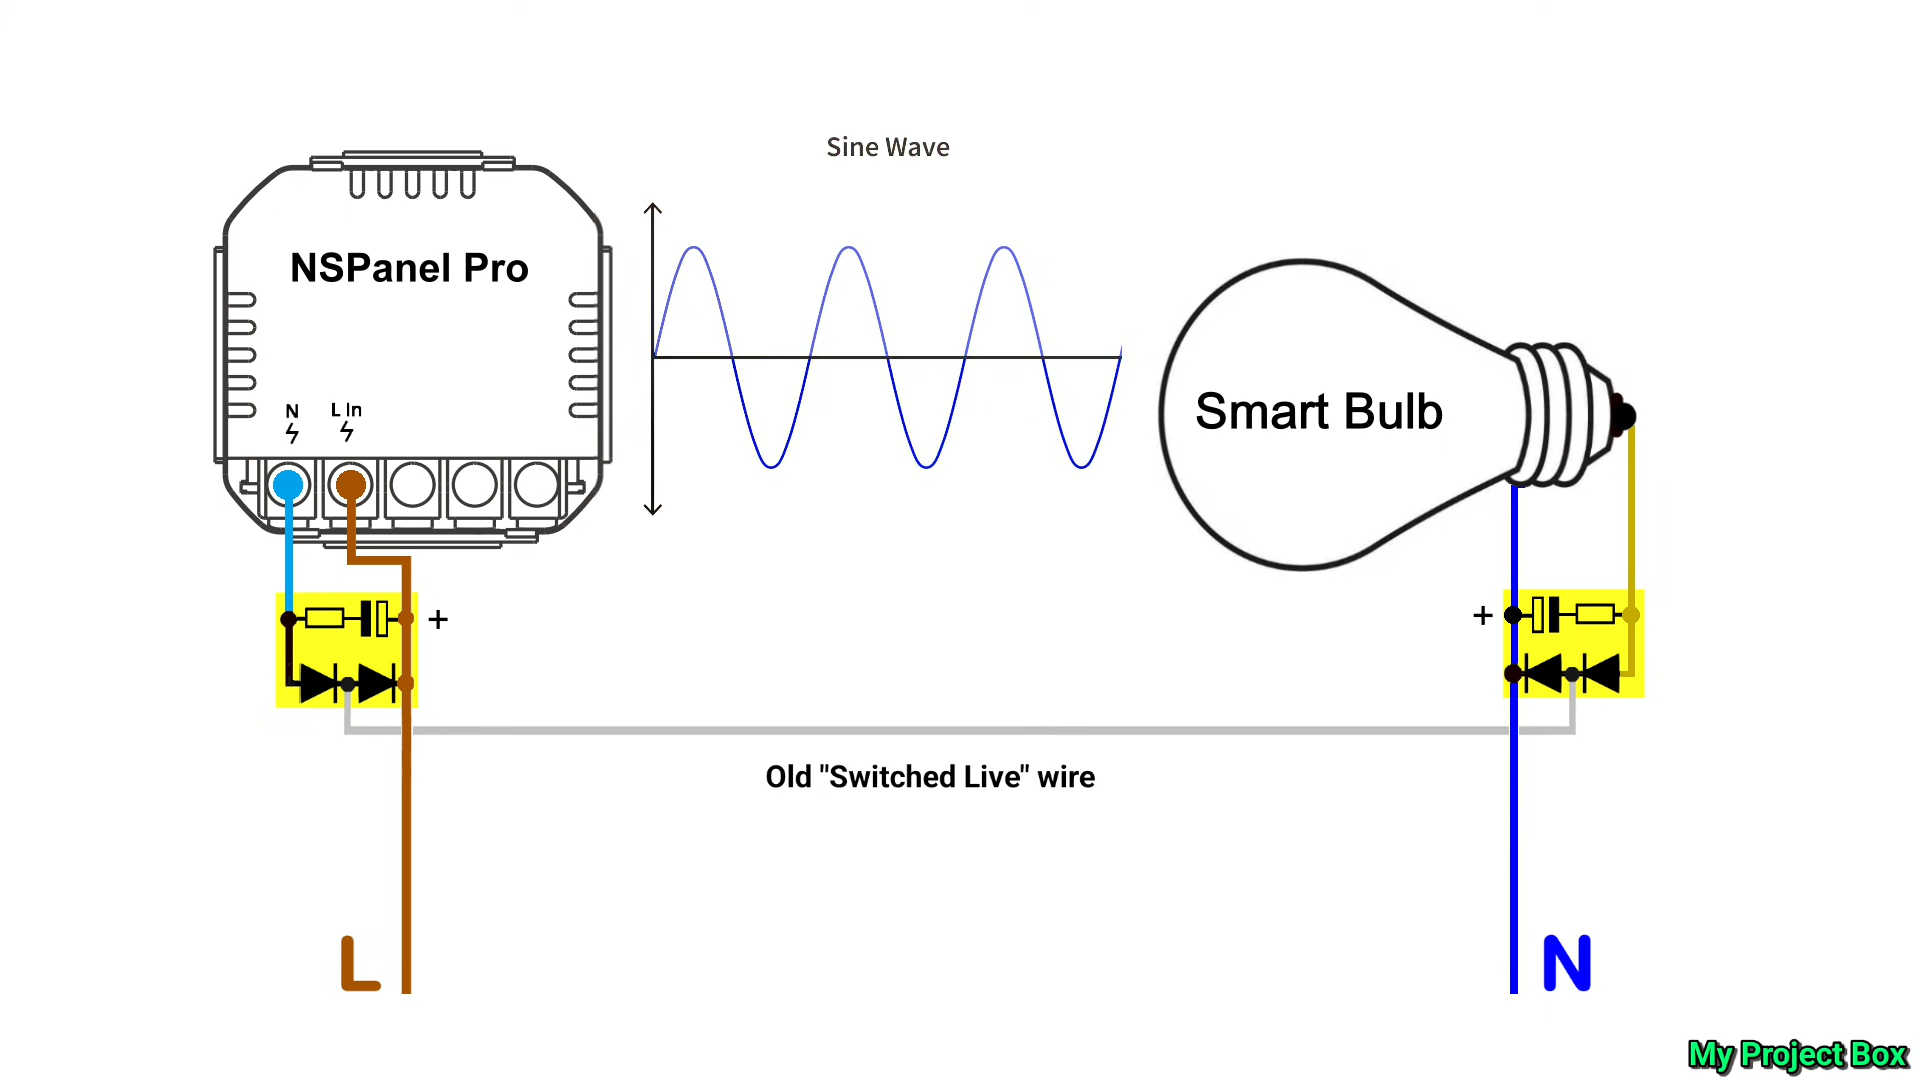 Sine Wave
NSPanel Pro
Smart Bulb
N
L In
+
+
Old "Switched Live" wire
L
N
My Project Box